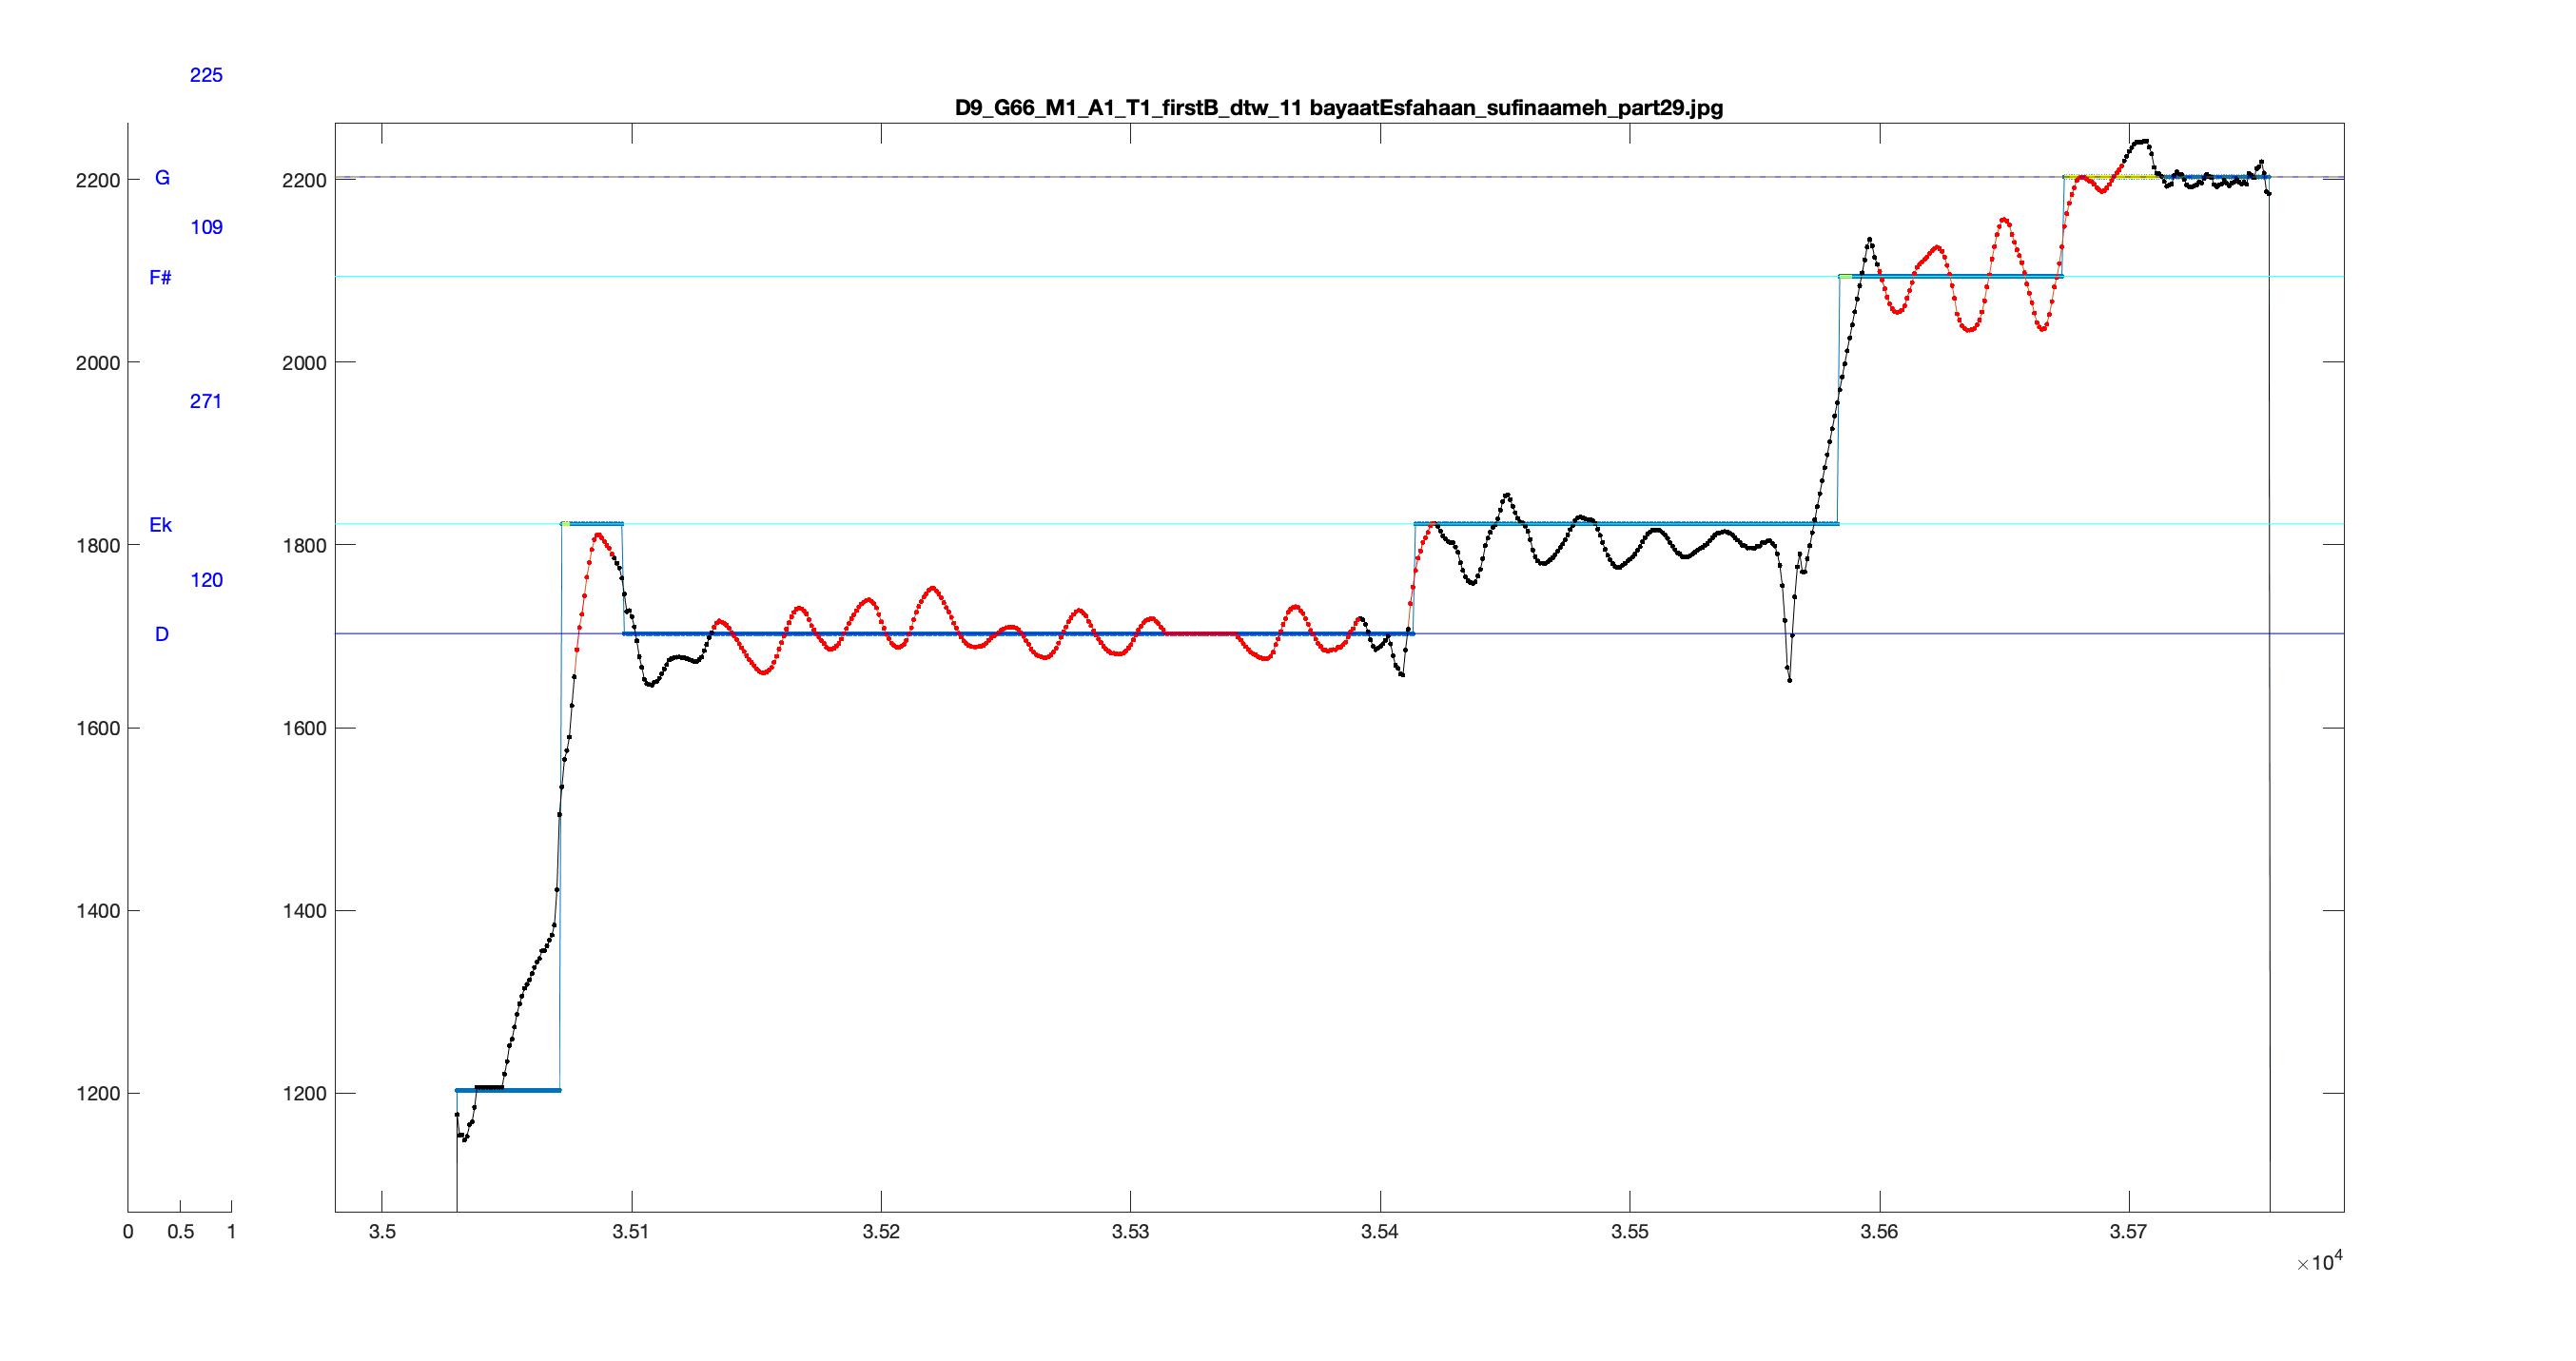 225
D9_G66_M1_A1_T1_firstB_dtw_11 bayaatEsfahaan_sufinaameh_part29.jpg
2200 G 2200
109
F#
2000 2000
271
Ek
1800 1800
120
D
1600 1600
1400 1400
1200 1200
0 0.5 1 3.5 3.51 3.52 3.53 3.54 3.55 3.56 3.57
×10⁴